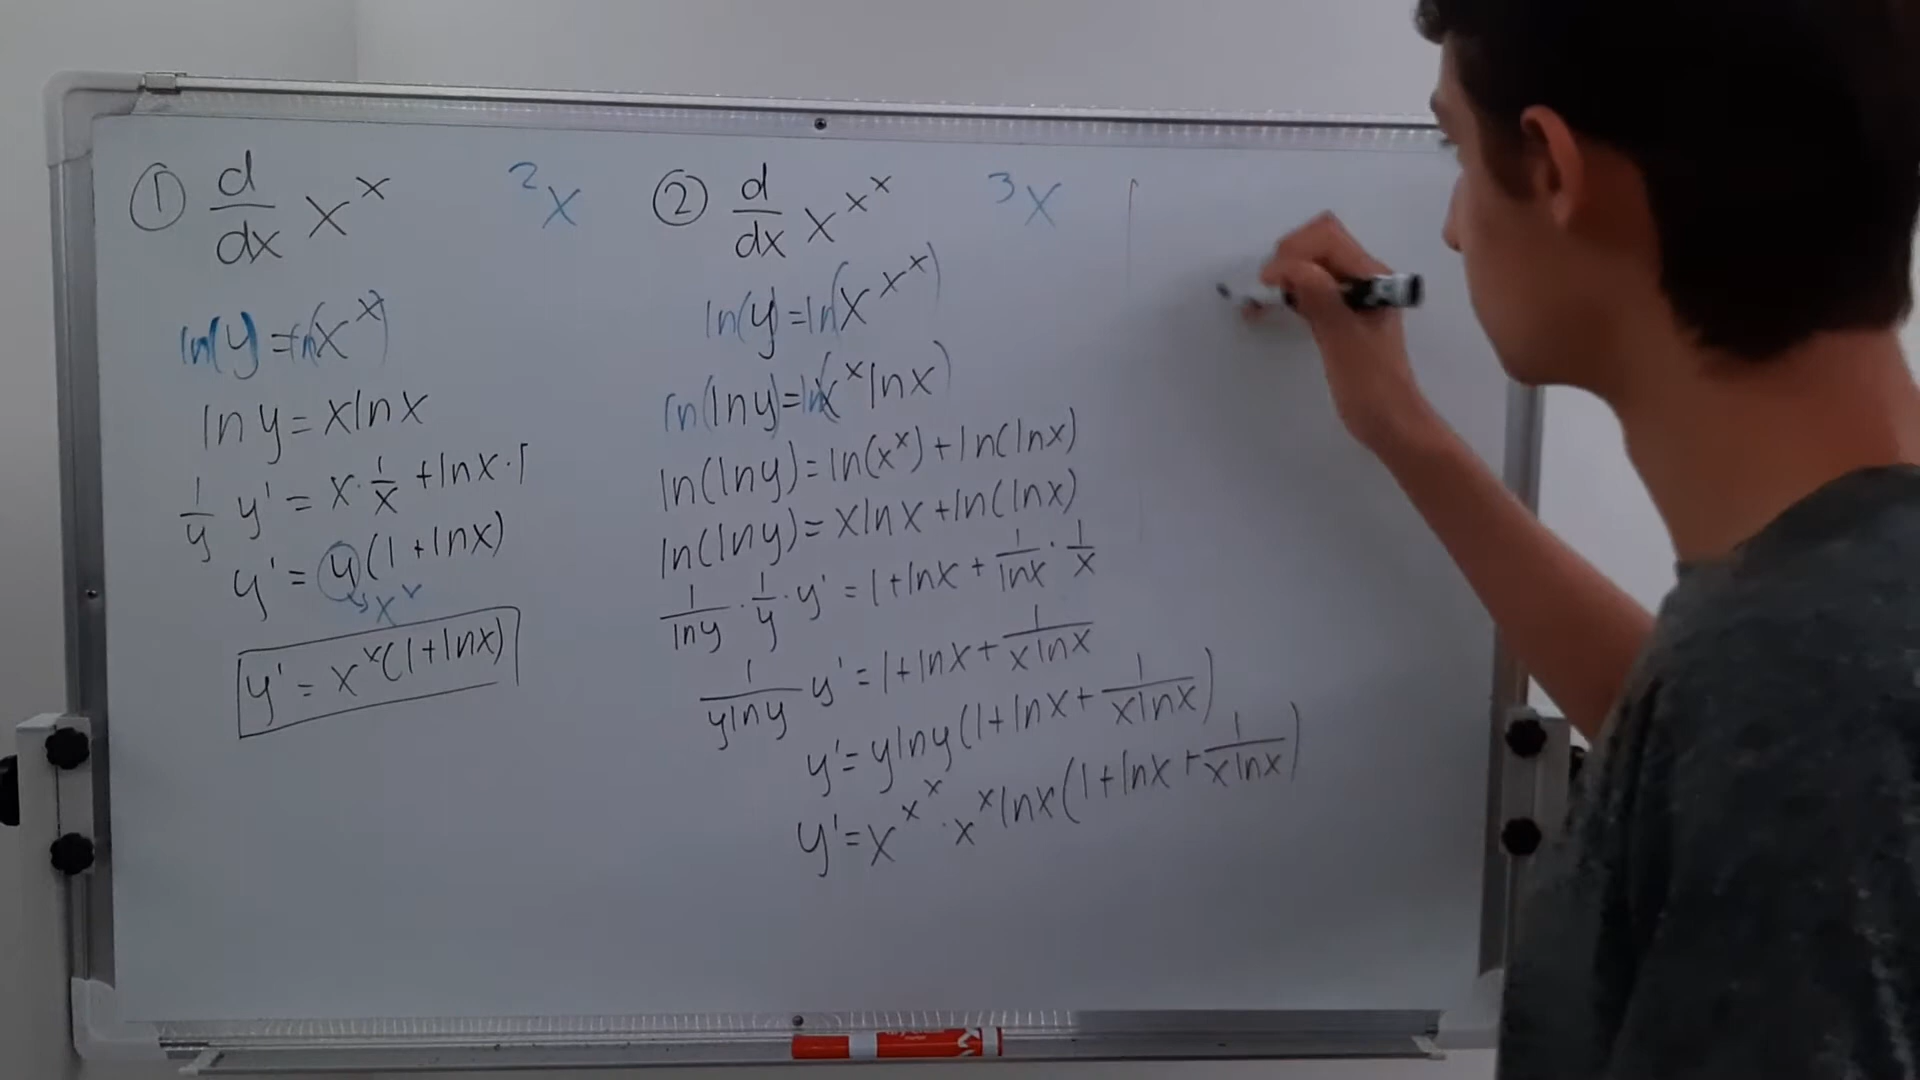 ① d/dx x^x
²x
ln(y)=ln(x^x)
ln y = x ln x
1/y y' = x · 1/x + ln x · 1
y' = y(1 + ln x)
↳ x^x
y' = x^x(1 + ln x)
② d/dx x^x^x
³x
ln(y)=ln(x^x^x)
ln(ln y)=ln(x^x ln x)
ln(ln y)=ln(x^x)+ln(ln x)
ln(ln y)=x ln x+ln(ln x)
1/ln y · 1/y · y' = 1+ln x + 1/ln x · 1/x
1/y ln y y' = 1+ln x + 1/x ln x
y' = y ln y (1+ln x + 1/x ln x)
y' = x^x^x · x^x ln x (1+ln x + 1/x ln x)